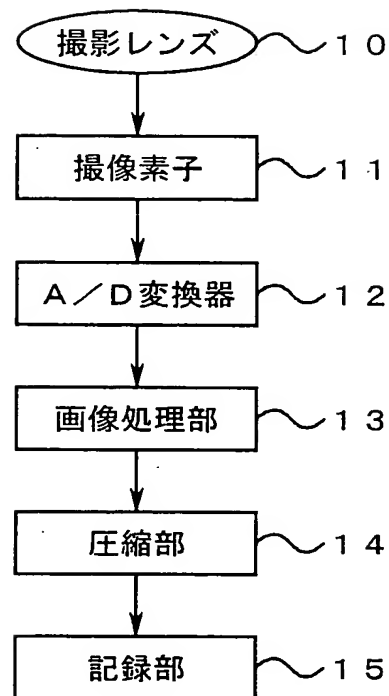 撮影レンズ 10
撮像素子 11
A/D変換器 12
画像処理部 13
圧縮部 14
記録部 15